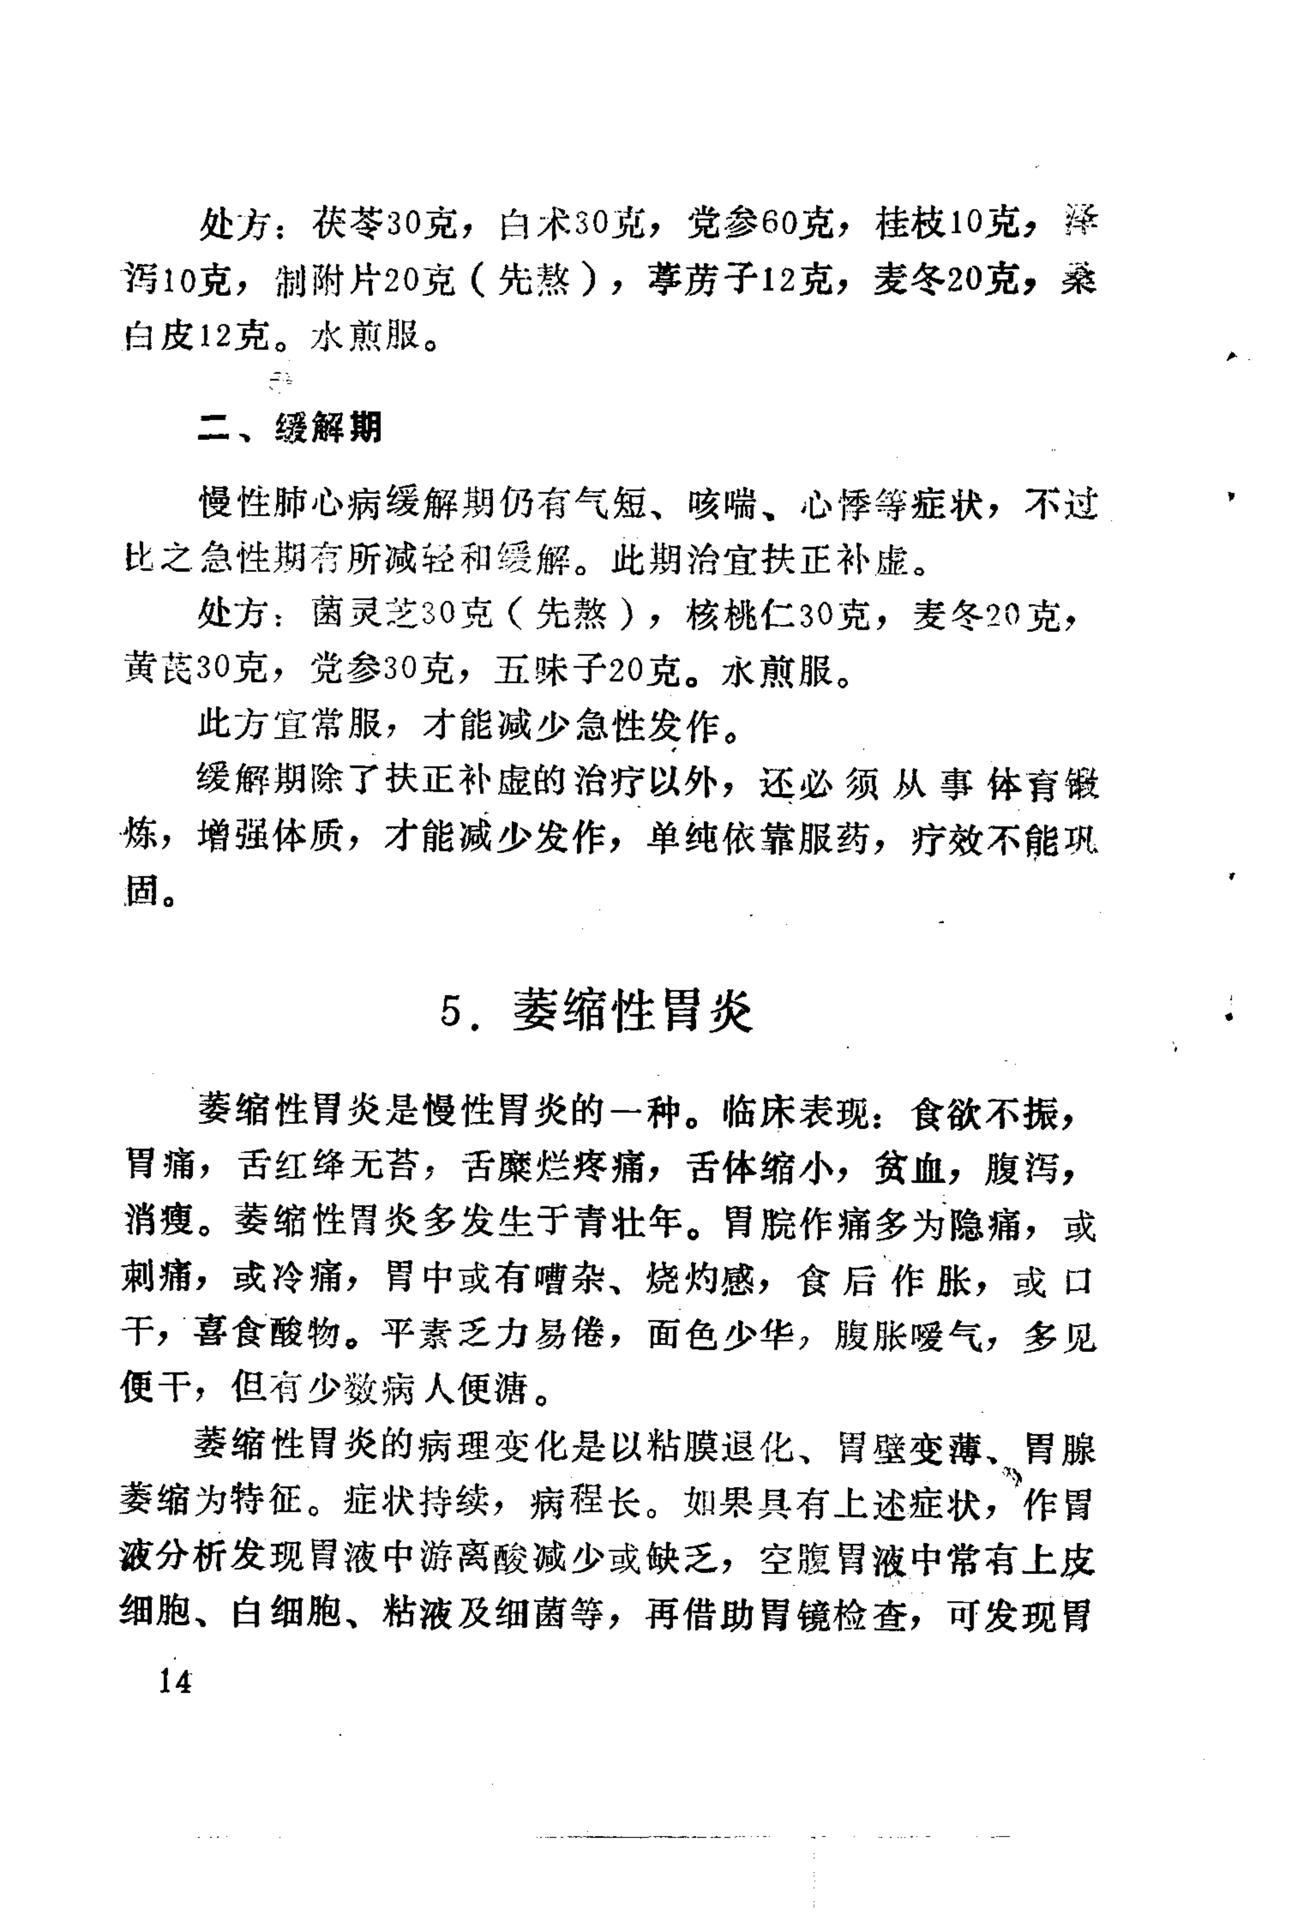 处方：茯苓30克，白术30克，党参60克，桂枝10克，泽
泻10克，制附片20克（先熬），葶苈子12克，麦冬20克，桑
白皮12克。水煎服。
二、缓解期
慢性肺心病缓解期仍有气短、咳喘、心悸等症状，不过
比之急性期有所减轻和缓解。此期治宜扶正补虚。
处方：菌灵芝30克（先熬），核桃仁30克，麦冬20克，
黄芪30克，党参30克，五味子20克。水煎服。
此方宜常服，才能减少急性发作。
缓解期除了扶正补虚的治疗以外，还必须从事体育锻
炼，增强体质，才能减少发作，单纯依靠服药，疗效不能巩
固。
5．萎缩性胃炎
萎缩性胃炎是慢性胃炎的一种。临床表现：食欲不振，
胃痛，舌红绛无苔，舌糜烂疼痛，舌体缩小，贫血，腹泻，
消瘦。萎缩性胃炎多发生于青壮年。胃脘作痛多为隐痛，或
刺痛，或冷痛，胃中或有嘈杂、烧灼感，食后作胀，或口
干，喜食酸物。平素乏力易倦，面色少华，腹胀嗳气，多见
便干，但有少数病人便溏。
萎缩性胃炎的病理变化是以粘膜退化、胃壁变薄、胃腺
萎缩为特征。症状持续，病程长。如果具有上述症状，作胃
液分析发现胃液中游离酸减少或缺乏，空腹胃液中常有上皮
细胞、白细胞、粘液及细菌等，再借助胃镜检查，可发现胃
14